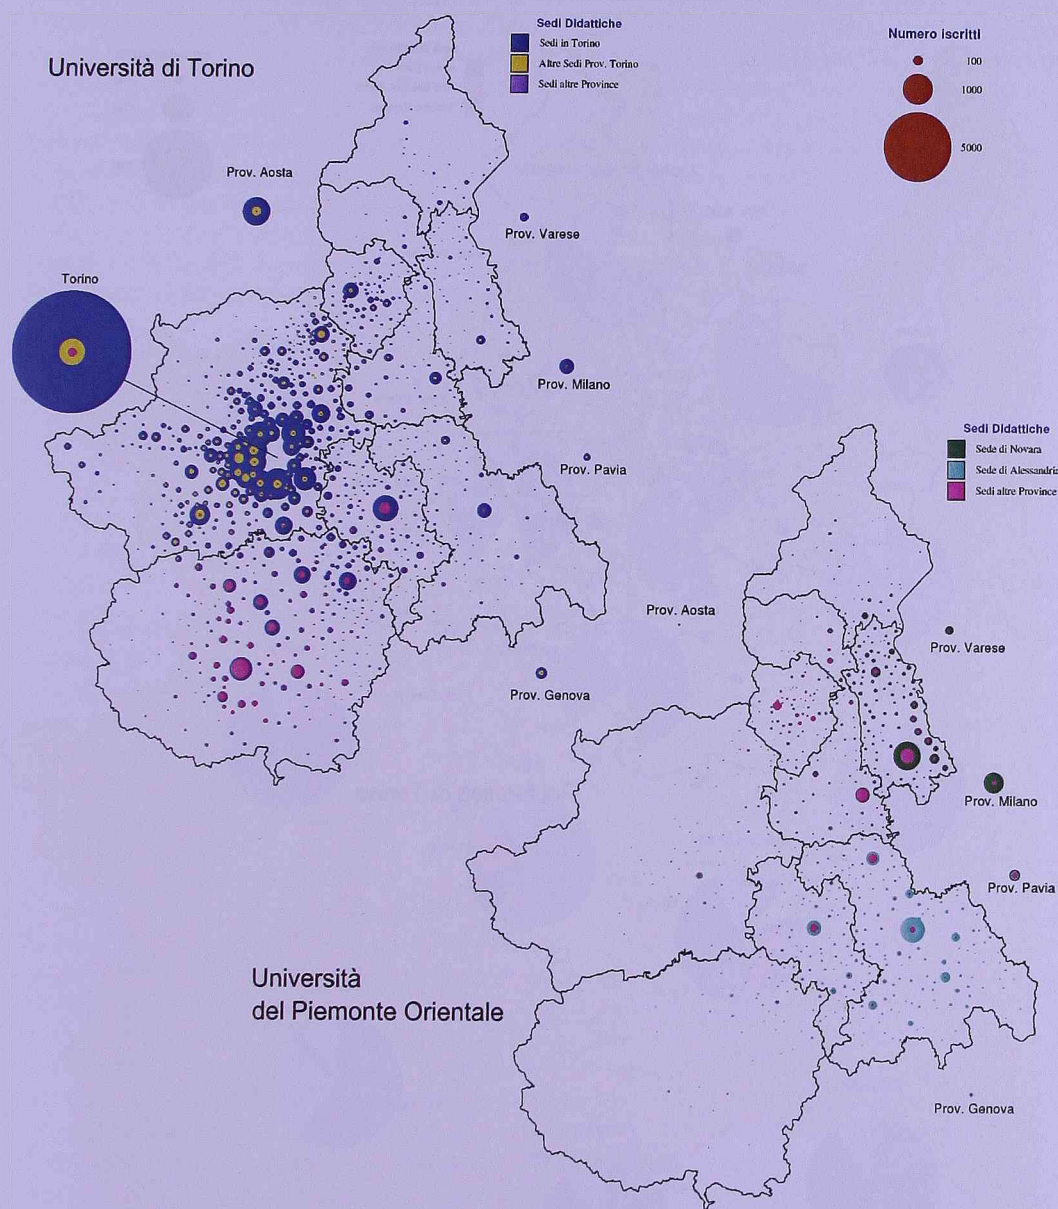 Università di Torino
Sedi Didattiche
Sedi in Torino
Altre Sedi Prov. Torino
Sedi altre Province
Numero iscritti
100
1000
5000
Prov. Aosta
Prov. Varese
Torino
Prov. Milano
Prov. Pavia
Prov. Genova
Sedi Didattiche
Sede di Novara
Sede di Alessandria
Sedi altre Province
Prov. Aosta
Prov. Varese
Prov. Milano
Prov. Pavia
Prov. Genova
Università
del Piemonte Orientale